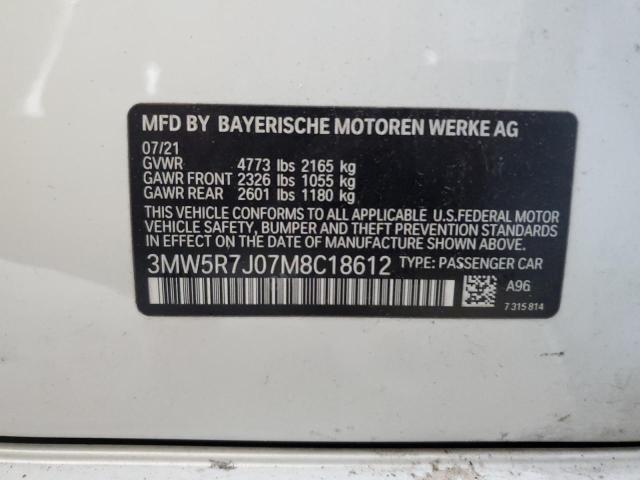 MFD BY BAYERISCHE MOTOREN WERKE AG
07/21
GVWR 4773 lbs 2165 kg
GAWR FRONT 2326 lbs 1055 kg
GAWR REAR 2601 lbs 1180 kg
THIS VEHICLE CONFORMS TO ALL APPLICABLE U.S.FEDERAL MOTOR
VEHICLE SAFETY, BUMPER AND THEFT PREVENTION STANDARDS
IN EFFECT ON THE DATE OF MANUFACTURE SHOWN ABOVE.
3MW5R7J07M8C18612 TYPE: PASSENGER CAR
A96
7 315 814